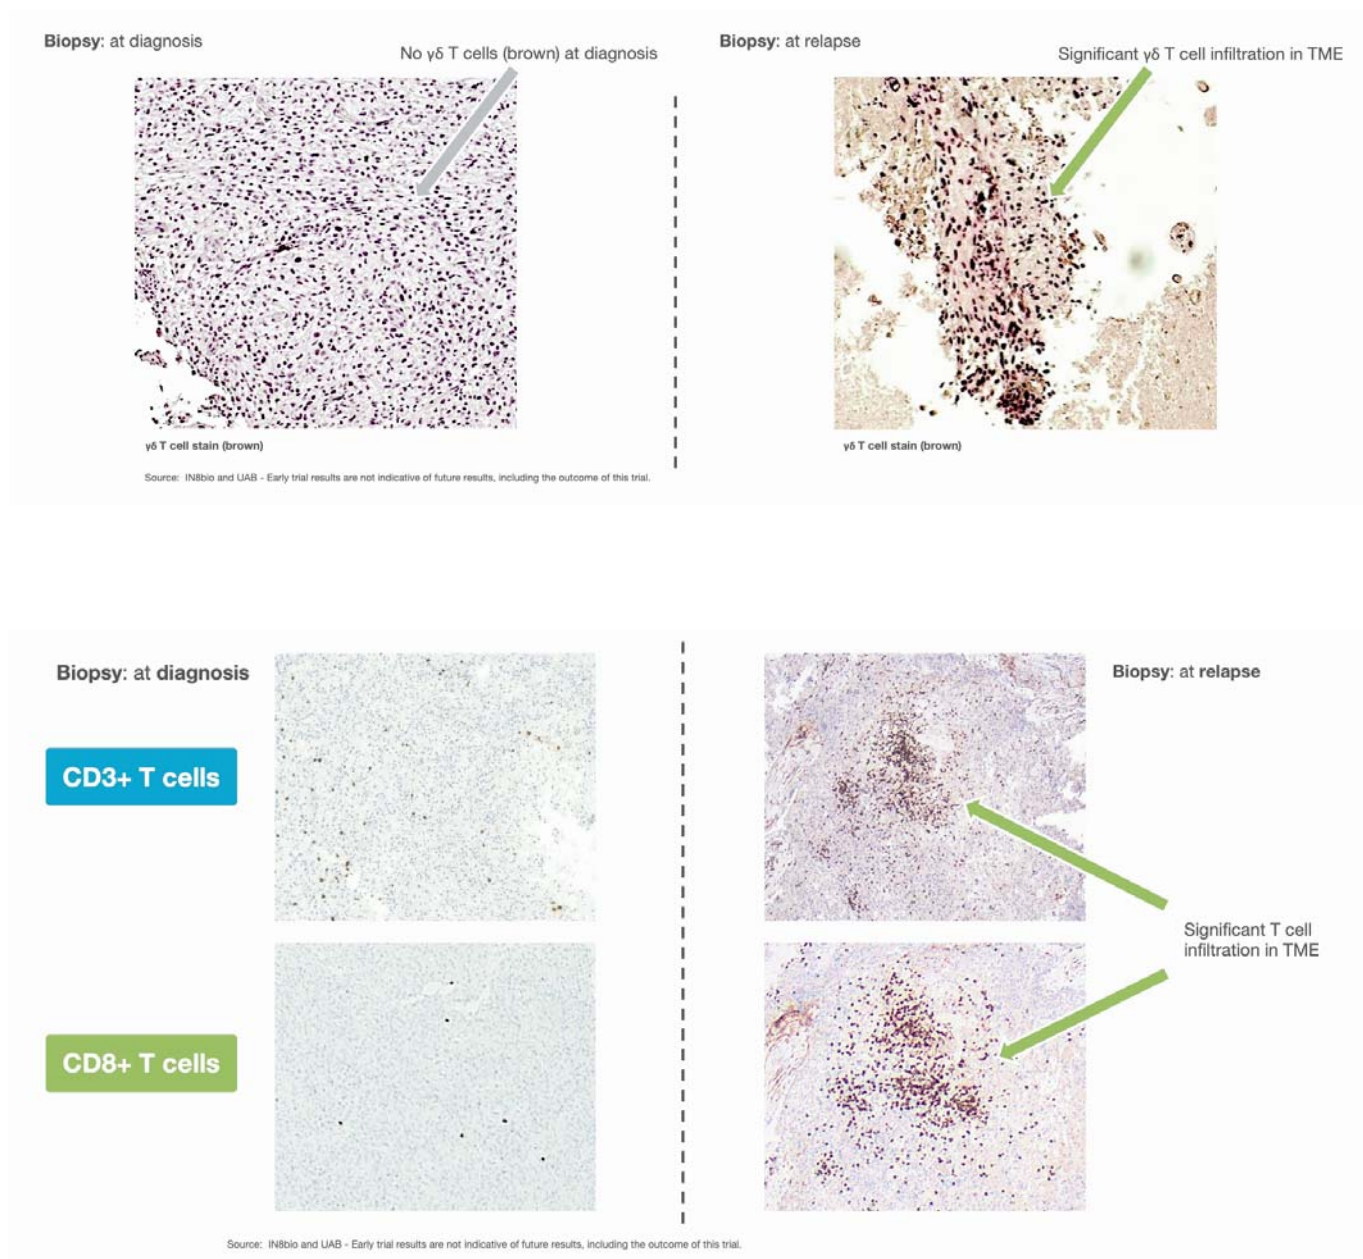 Biopsy: at diagnosis
No γδ T cells (brown) at diagnosis
γδ T cell stain (brown)
Biopsy: at relapse
Significant γδ T cell infiltration in TME
γδ T cell stain (brown)
Source: IN8bio and UAB - Early trial results are not indicative of future results, including the outcome of this trial.
Biopsy: at diagnosis
Biopsy: at relapse
CD3+ T cells
Significant T cell
infiltration in TME
CD8+ T cells
Source: IN8bio and UAB - Early trial results are not indicative of future results, including the outcome of this trial.